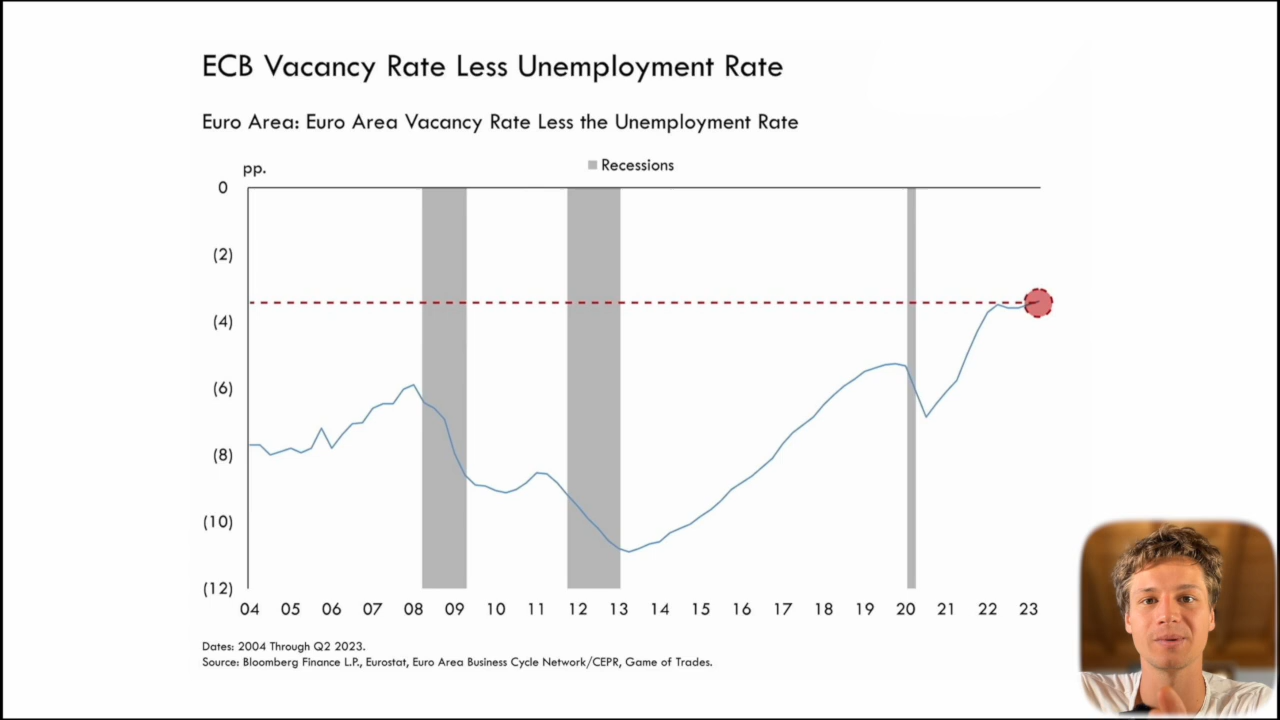 ECB Vacancy Rate Less Unemployment Rate
Euro Area: Euro Area Vacancy Rate Less the Unemployment Rate
pp.
Recessions
0
(2)
(4)
(6)
(8)
(10)
(12)
04 05 06 07 08 09 10 11 12 13 14 15 16 17 18 19 20 21 22 23
Dates: 2004 Through Q2 2023.
Source: Bloomberg Finance L.P., Eurostat, Euro Area Business Cycle Network/CEPR, Game of Trades.